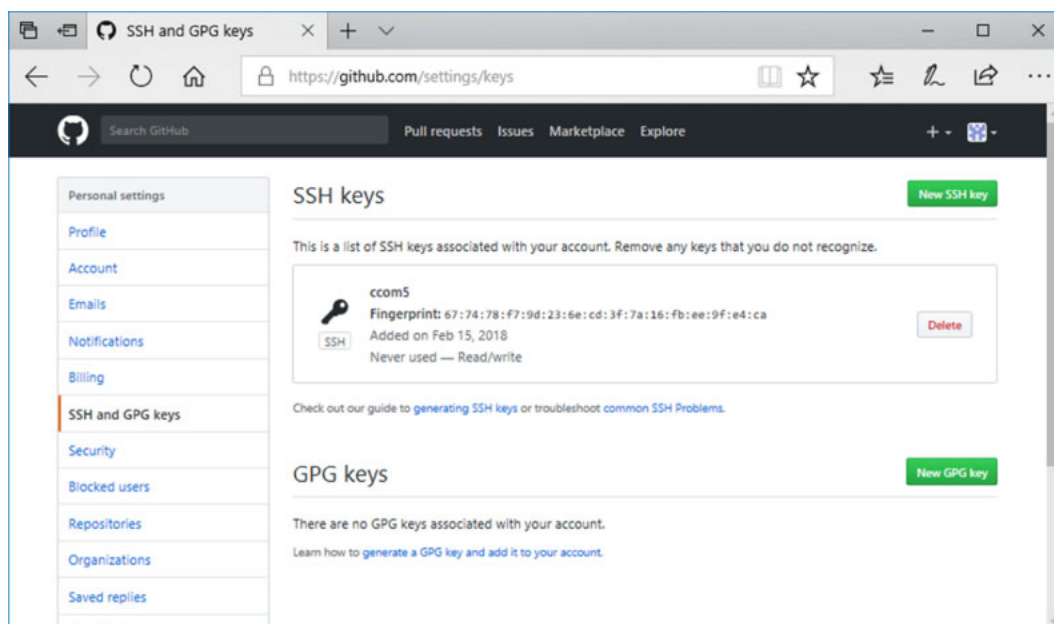 SSH and GPG keys
https://github.com/settings/keys
Search GitHub
Pull requests Issues Marketplace Explore
Personal settings
Profile
Account
Emails
Notifications
Billing
SSH and GPG keys
Security
Blocked users
Repositories
Organizations
Saved replies
SSH keys
New SSH key
This is a list of SSH keys associated with your account. Remove any keys that you do not recognize.
ccom5
Fingerprint: 67:74:78:f7:9d:23:6e:cd:3f:7a:16:fb:ee:9f:e4:ca
SSH
Added on Feb 15, 2018
Never used — Read/write
Delete
Check out our guide to generating SSH keys or troubleshoot common SSH Problems.
GPG keys
New GPG key
There are no GPG keys associated with your account.
Learn how to generate a GPG key and add it to your account.